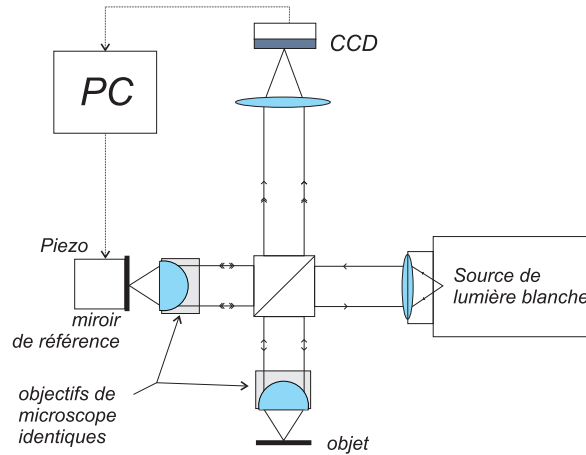 CCD
PC
Piezo
miroir
de référence
Source de
lumière blanche
objectifs de
microscope
identiques
objet